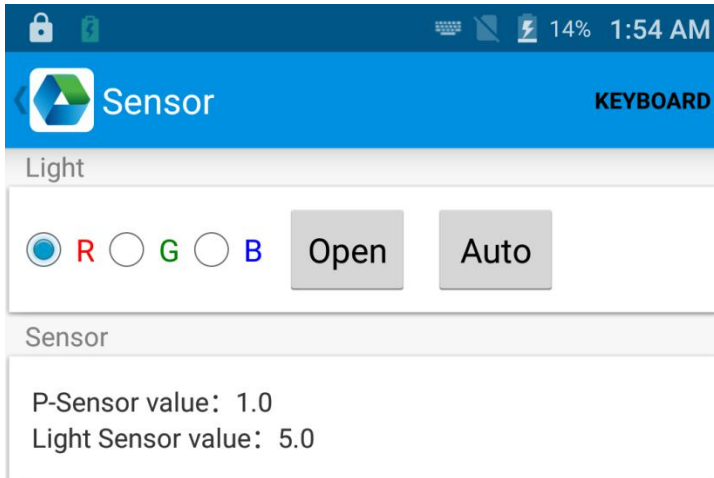 14% 1:54 AM
Sensor KEYBOARD
Light
R G B Open Auto
Sensor
P-Sensor value：1.0
Light Sensor value：5.0